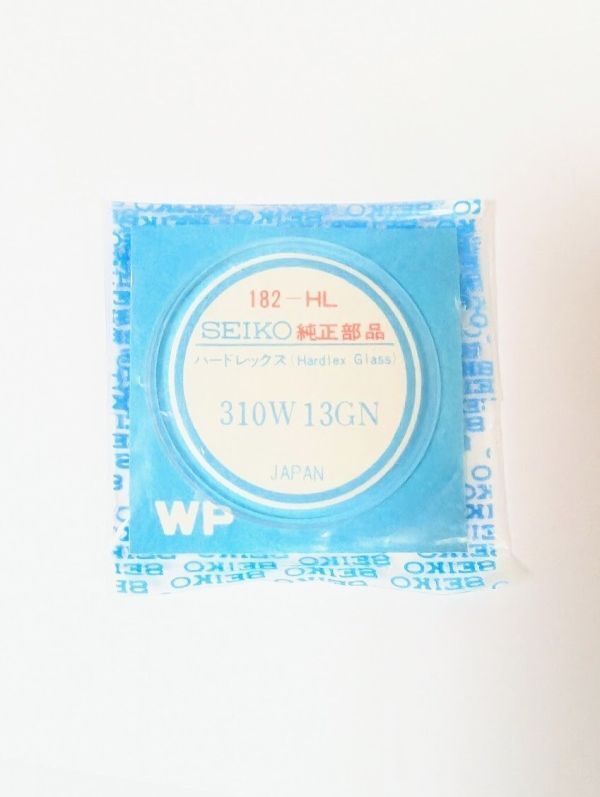 182-HL
SEIKO 純正部品
ハードレックス(Hardlex Glass)
310W13GN
JAPAN
WP